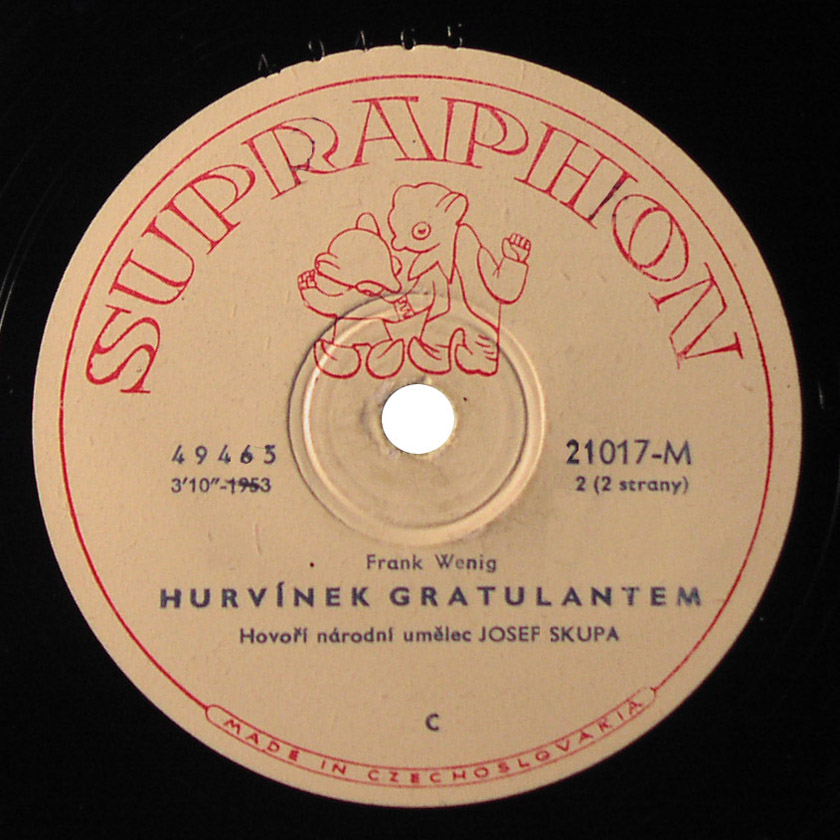 49465
SUPRAPHON
49465
3′10″-1953
21017-M
2 (2 strany)
Frank Wenig
HURVÍNEK GRATULANTEM
Hovoří národní umělec JOSEF SKUPA
C
MADE IN CZECHOSLOVAKIA